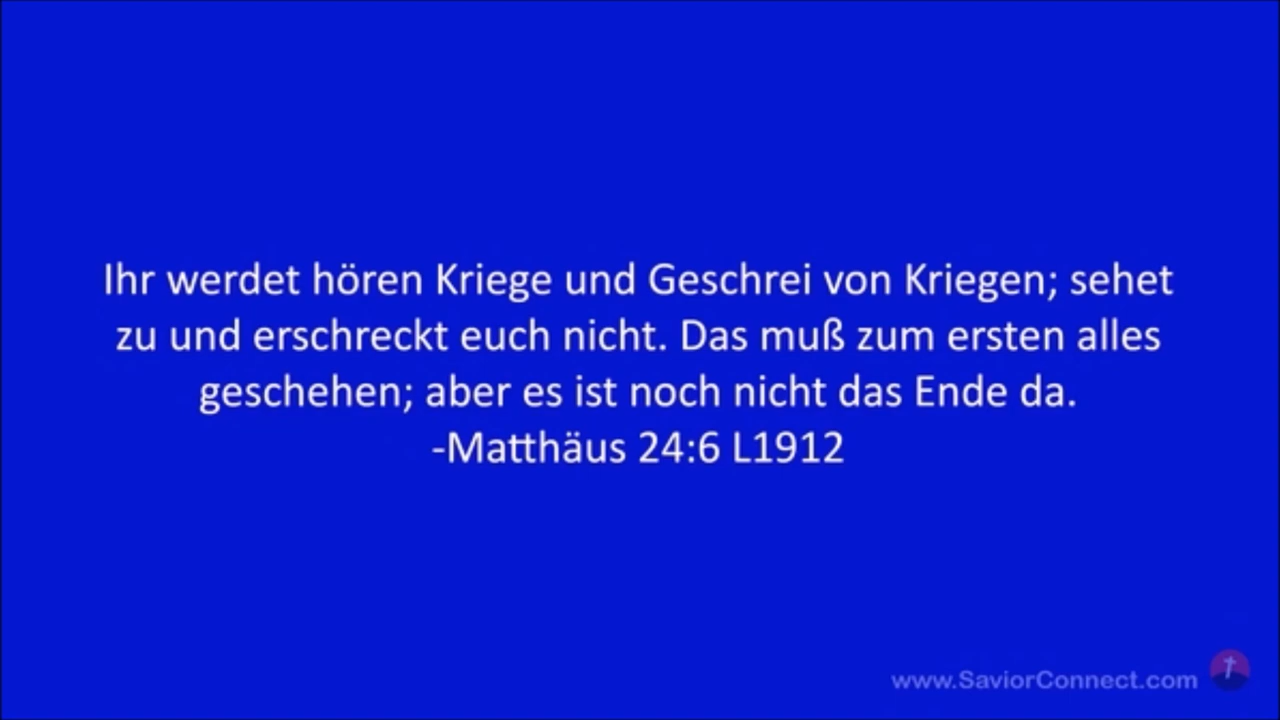 Ihr werdet hören Kriege und Geschrei von Kriegen; sehet
zu und erschreckt euch nicht. Das muß zum ersten alles
geschehen; aber es ist noch nicht das Ende da.
-Matthäus 24:6 L1912
www.SaviorConnect.com